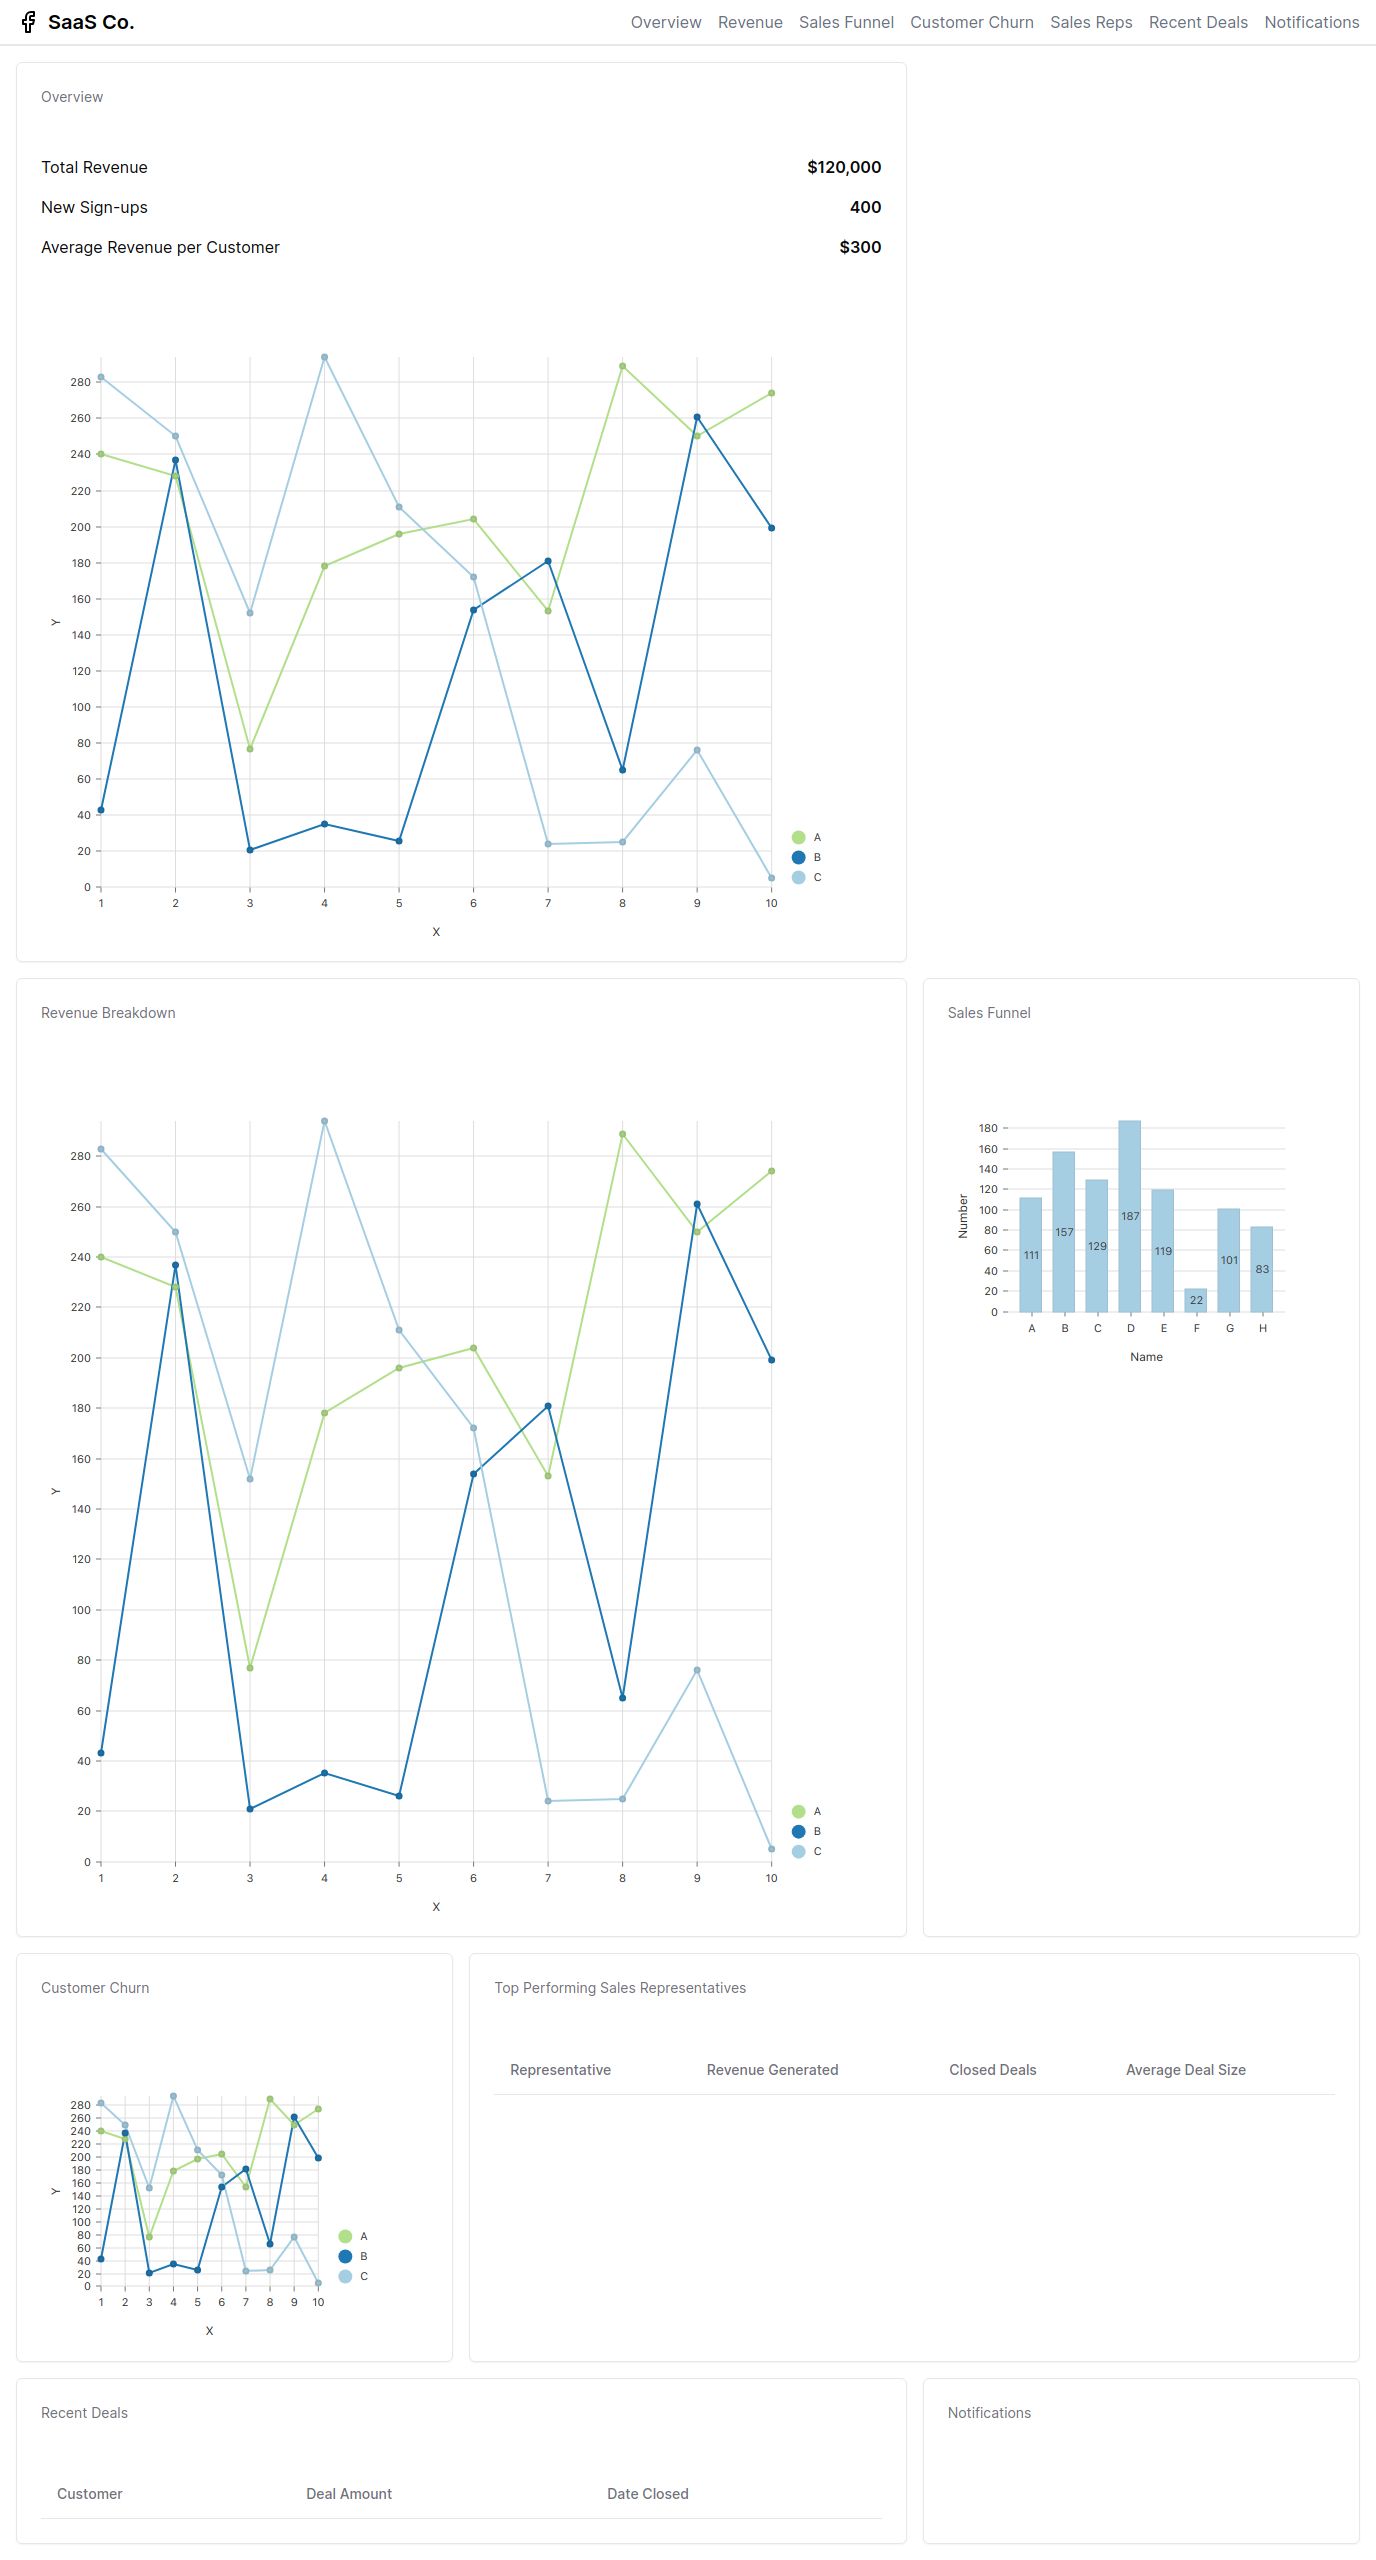 SaaS Co.
Overview Revenue Sales Funnel Customer Churn Sales Reps Recent Deals Notifications
Overview
Total Revenue $120,000
New Sign-ups 400
Average Revenue per Customer $300
280
260
240
220
200
180
160
140
120
100
80
60
40
20
0
Y
1 2 3 4 5 6 7 8 9 10
X
A
B
C
Revenue Breakdown
280
260
240
220
200
180
160
140
120
100
80
60
40
20
0
Y
1 2 3 4 5 6 7 8 9 10
X
A
B
C
Sales Funnel
180
160
140
120
100
80
60
40
20
0
Number
111 157 129 187 119 22 101 83
A B C D E F G H
Name
Customer Churn
280
260
240
220
200
180
160
140
120
100
80
60
40
20
0
Y
1 2 3 4 5 6 7 8 9 10
X
A
B
C
Top Performing Sales Representatives
Representative Revenue Generated Closed Deals Average Deal Size
Recent Deals
Customer Deal Amount Date Closed
Notifications